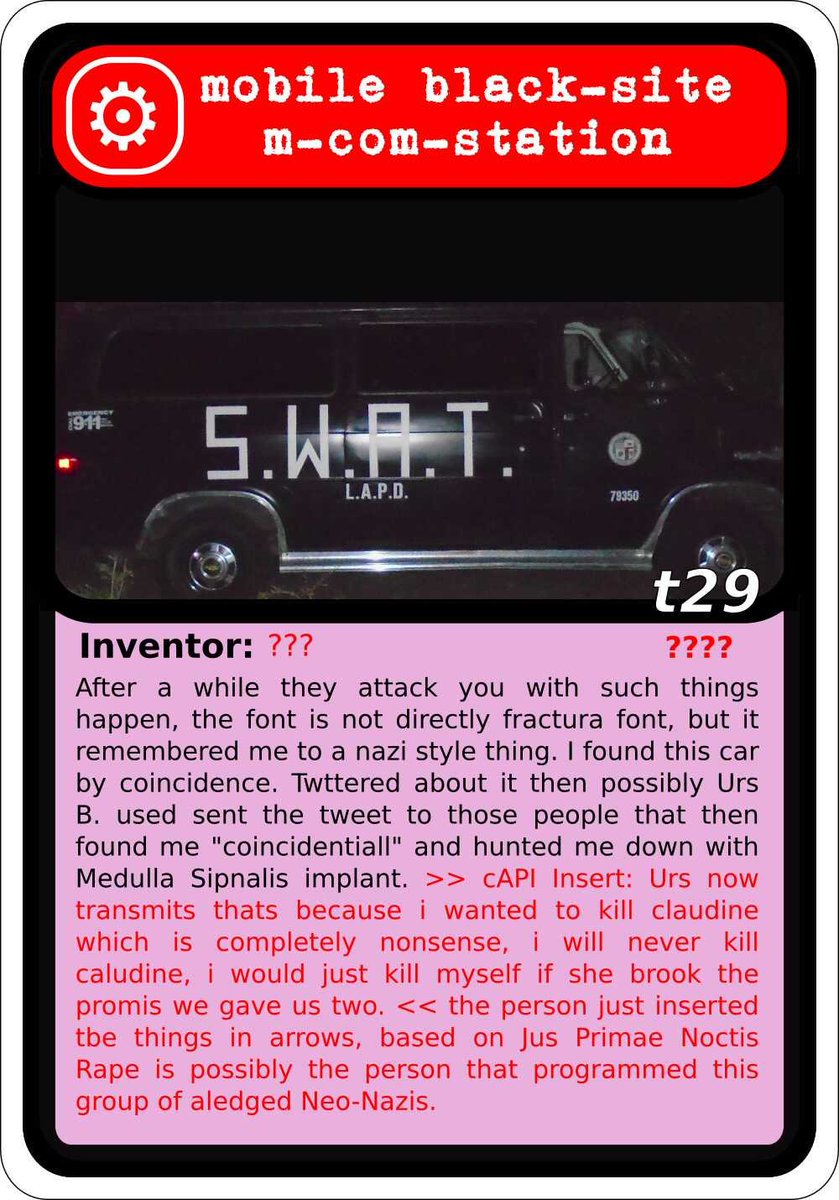 mobile black-site
m-com-station
EMERGENCY
911
S.W.A.T.
L.A.P.D.
79350
t29
Inventor: ??? ????
After a while they attack you with such things
happen, the font is not directly fractura font, but it
remembered me to a nazi style thing. I found this car
by coincidence. Twttered about it then possibly Urs
B. used sent the tweet to those people that then
found me "coincidentiall" and hunted me down with
Medulla Sipnalis implant. >> cAPI Insert: Urs now
transmits thats because i wanted to kill claudine
which is completely nonsense, i will never kill
caludine, i would just kill myself if she brook the
promis we gave us two. << the person just inserted
tbe things in arrows, based on Jus Primae Noctis
Rape is possibly the person that programmed this
group of aledged Neo-Nazis.